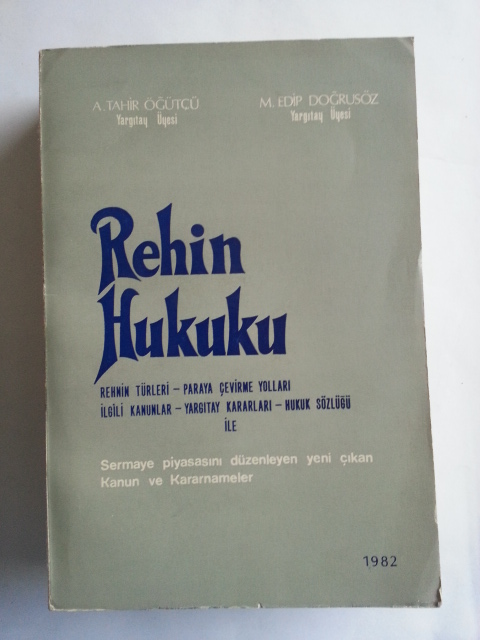 A. TAHİR ÖĞÜTÇÜ
Yargıtay Üyesi
M. EDİP DOĞRUSÖZ
Yargıtay Üyesi
Rehin
Hukuku
REHNİN TÜRLERİ – PARAYA ÇEVİRME YOLLARI
İLGİLİ KANUNLAR – YARGITAY KARARLARI – HUKUK SÖZLÜĞÜ
İLE
Sermaye piyasasını düzenleyen yeni çıkan
Kanun ve Kararnameler
1982